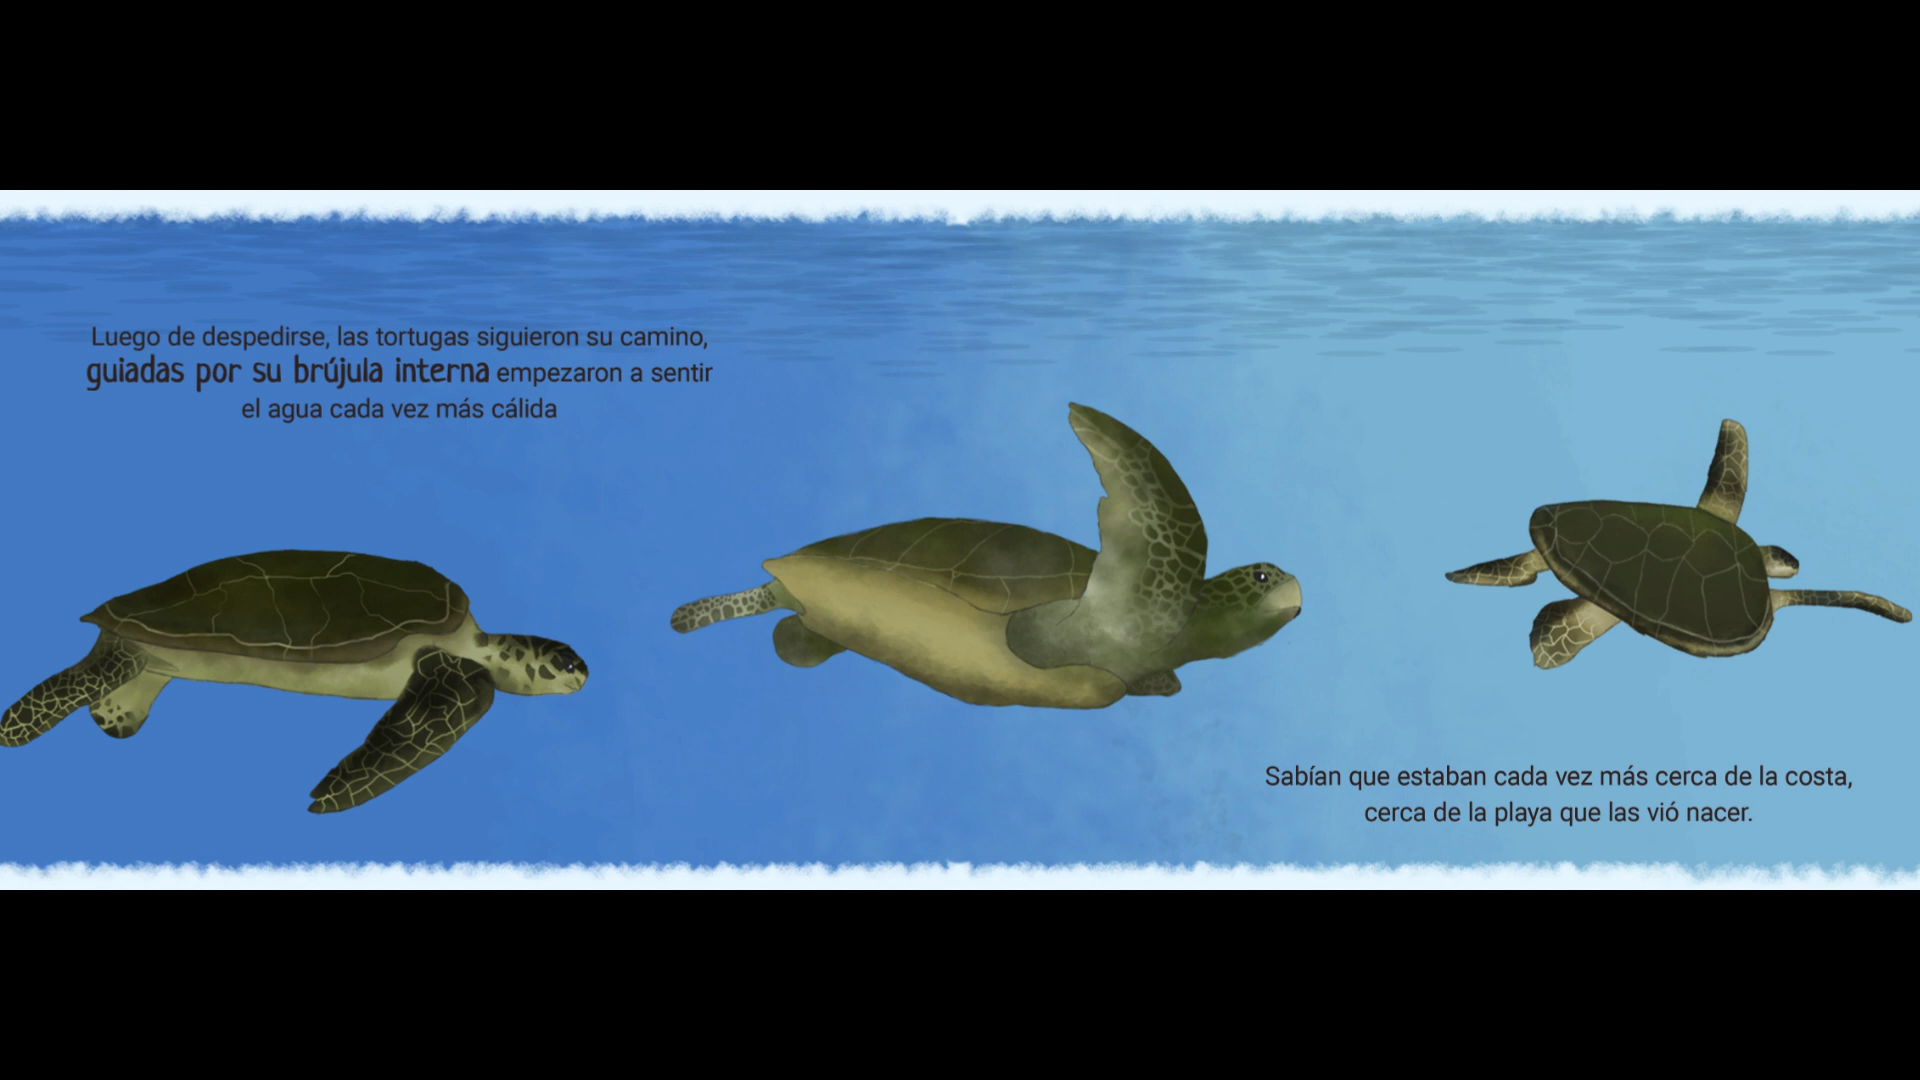 Luego de despedirse, las tortugas siguieron su camino,
guiadas por su brújula interna empezaron a sentir
el agua cada vez más cálida
Sabían que estaban cada vez más cerca de la costa,
cerca de la playa que las vió nacer.